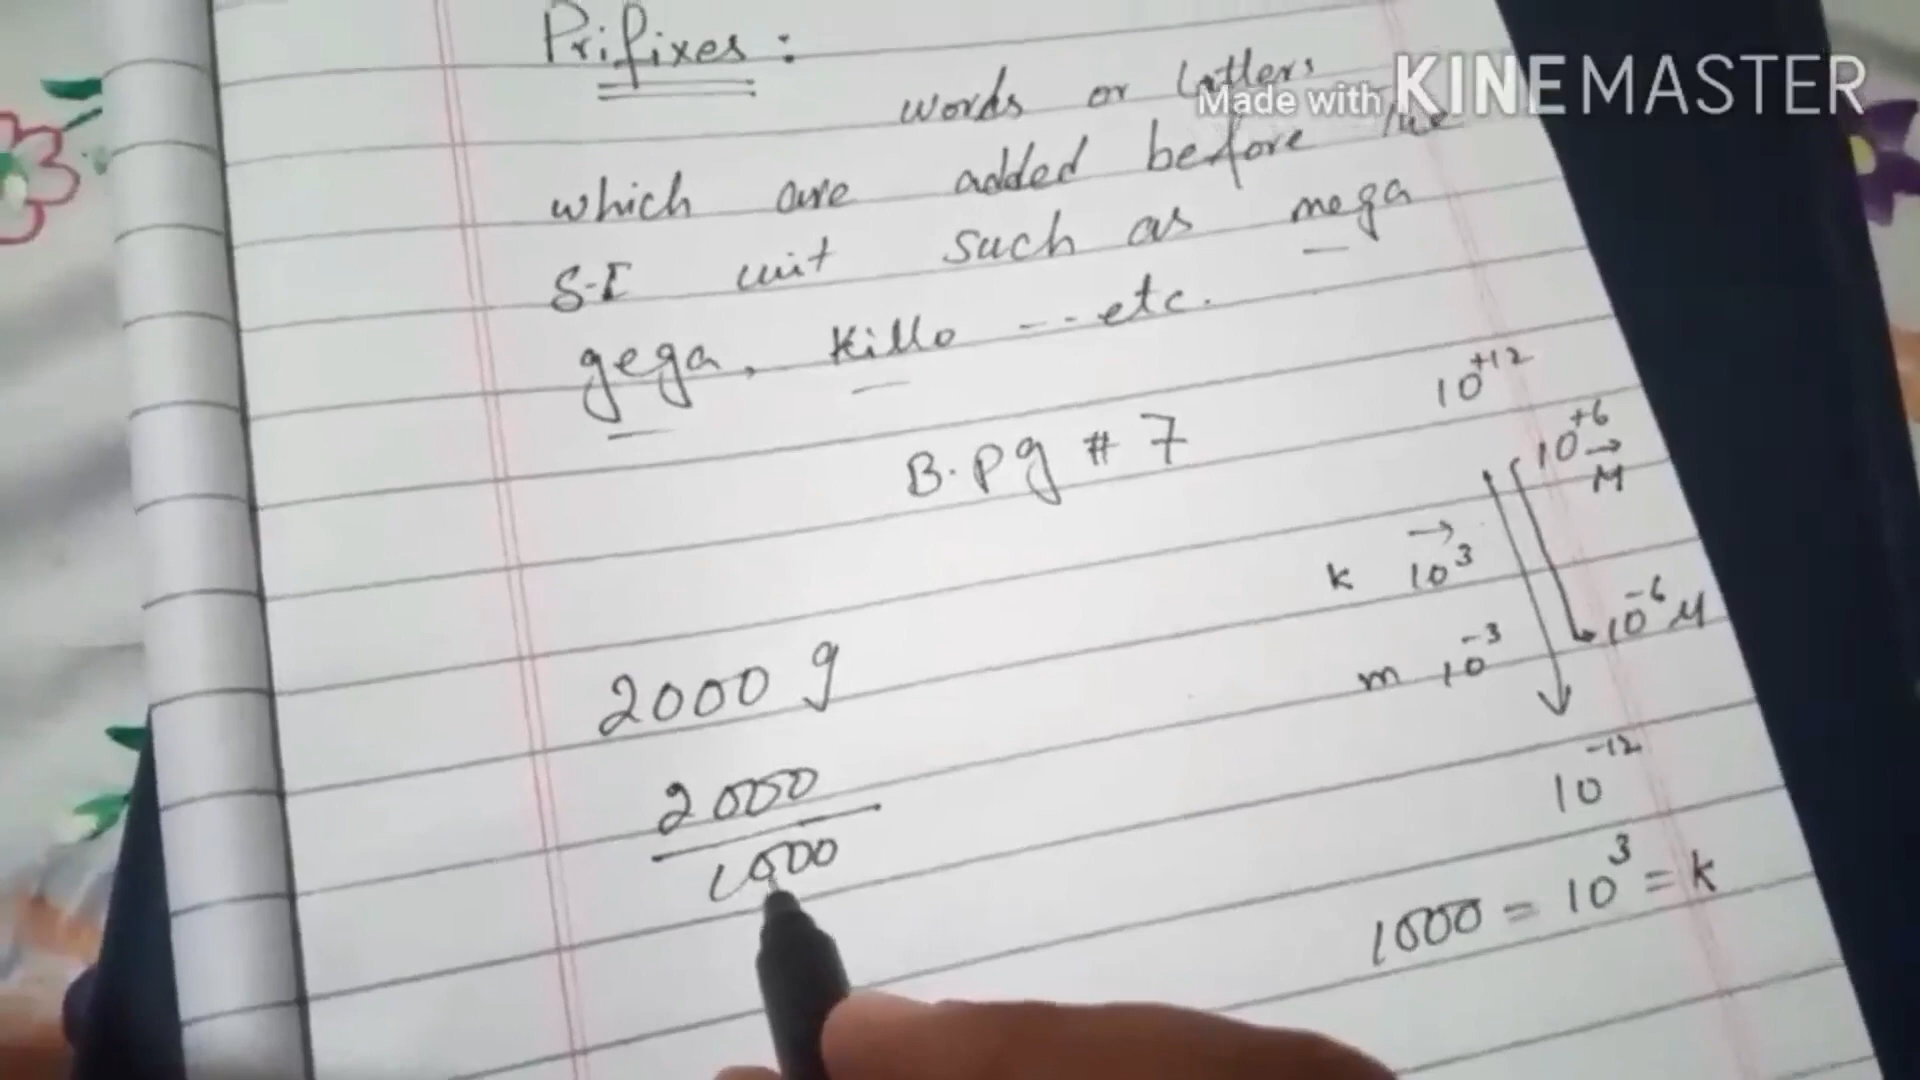 Prifixes :
words or latters
Made with KINEMASTER
which are added before the
S-I unit such as mega
gega, Killo --- etc.
B.Pg # 7
10+12
10+6
M
k 103
10-6 M
m 10-3
2000 g
10-12
2000
1000
1000 = 103 = k